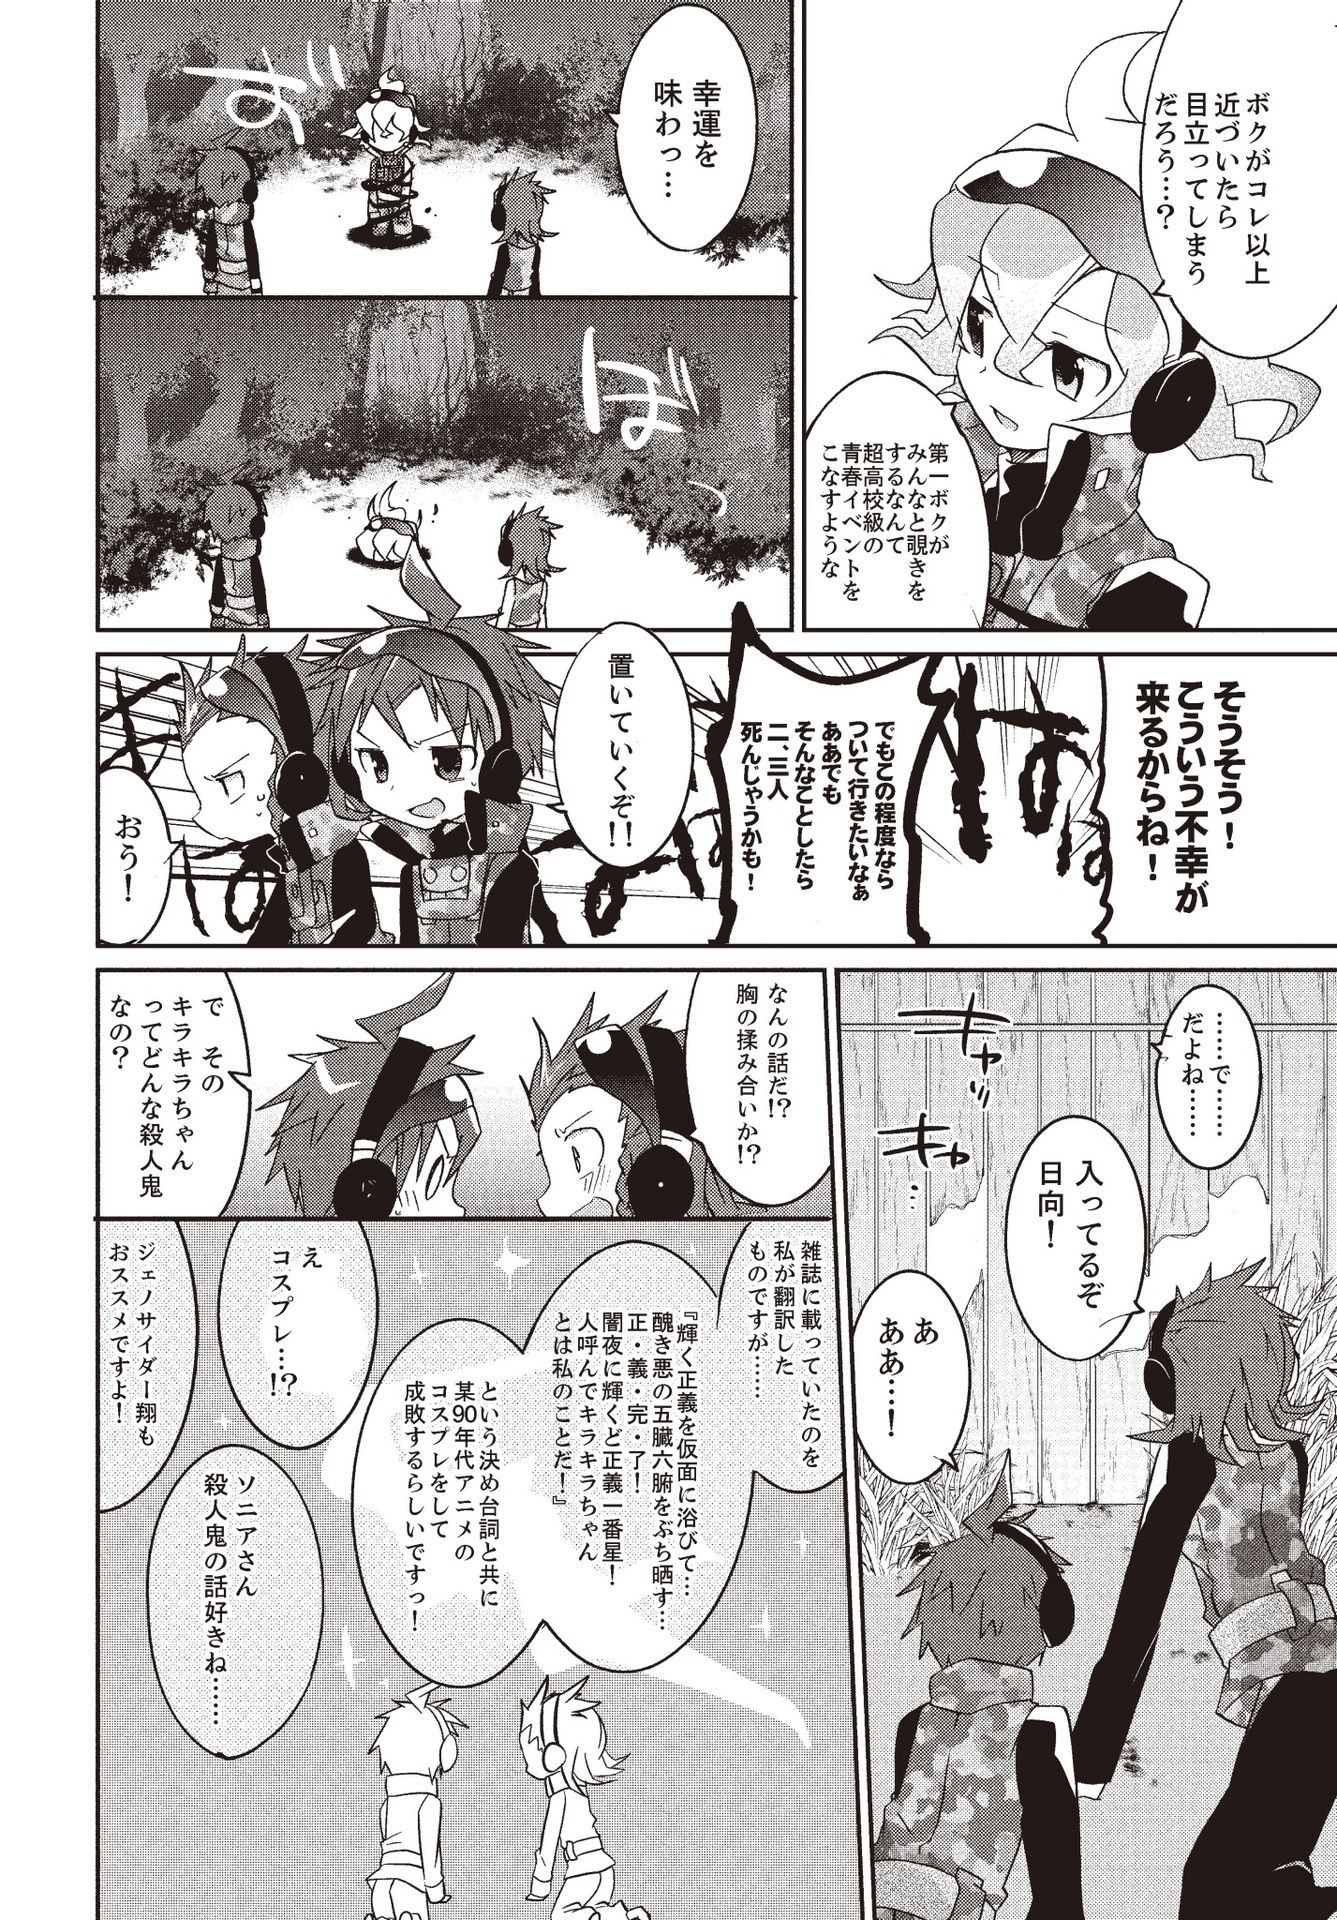 ボクがコレ以上
近づいたら
目立ってしまう
だろう…？
第一ボクが
みんなと覗きを
するなんて
超高校級の
青春イベントを
こなすような
幸運を
味わっ…
ず
ぼ
そうそう！
こういう不幸が
来るからね！
でもこの程度なら
ついて行きたいなぁ
ああでも
そんなことしたら
二、三人
死んじゃうかも！
置いていくぞ!!
おう！
……で……
だよね……
キャッ
キャ…
入ってるぞ
日向！
あ
ああ…！
なんの話だ!?
胸の揉み合いか!?
で　その
キラキラちゃん
ってどんな殺人鬼
なの？
雑誌に載っていたのを
私が翻訳した
ものですが……
『輝く正義を仮面に浴びて…
醜き悪の五臓六腑をぶち晒す…
正・義・完・了！
闇夜に輝くど正義一番星！
人呼んでキラキラちゃん
とは私のことだ！』
という決め台詞と共に
某90年代アニメの
コスプレをして
成敗するらしいですっ！
え
コスプレ…!?
ジェノサイダー翔も
おススメですよ！
ソニアさん
殺人鬼の話好きね……